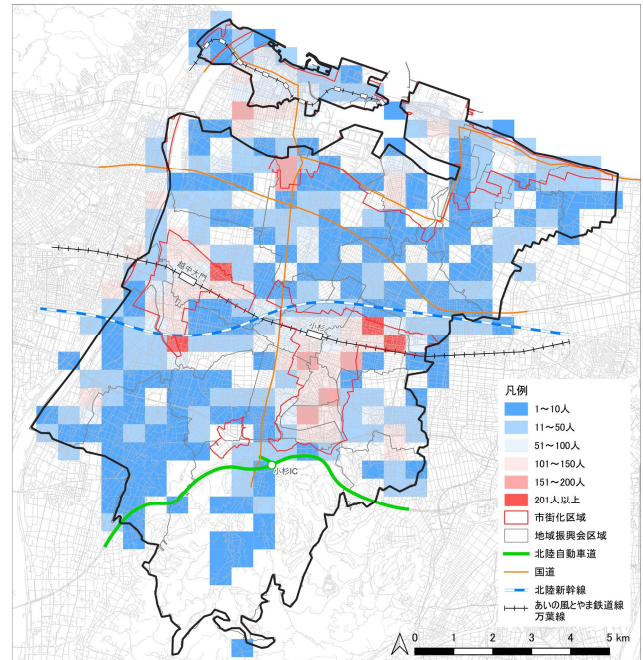 越中大門
小杉
小杉IC
凡例
1~10人
11~50人
51~100人
101~150人
151~200人
201人以上
市街化区域
地域振興会区域
北陸自動車道
国道
北陸新幹線
あいの風とやま鉄道線
万葉線
0 1 2 3 4 5 km